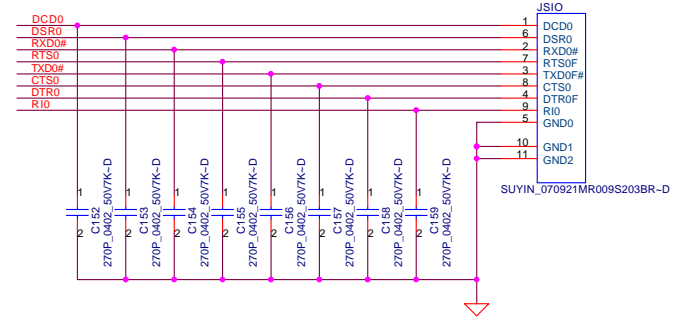 JSIO
DCD0
DSR0
RXD0#
RTS0
TXD0#
CTS0
DTR0
RI0
1 DCD0
6 DSR0
2 RXD0#
7 RTS0F
3 TXD0F#
8 CTS0
4 DTR0F
9 RI0
5 GND0
10 GND1
11 GND2
SUYIN_070921MR009S203BR~D
1
2
C152
270P_0402_50V7K~D
1
2
C153
270P_0402_50V7K~D
1
2
C154
270P_0402_50V7K~D
1
2
C155
270P_0402_50V7K~D
1
2
C156
270P_0402_50V7K~D
1
2
C157
270P_0402_50V7K~D
1
2
C158
270P_0402_50V7K~D
1
2
C159
270P_0402_50V7K~D